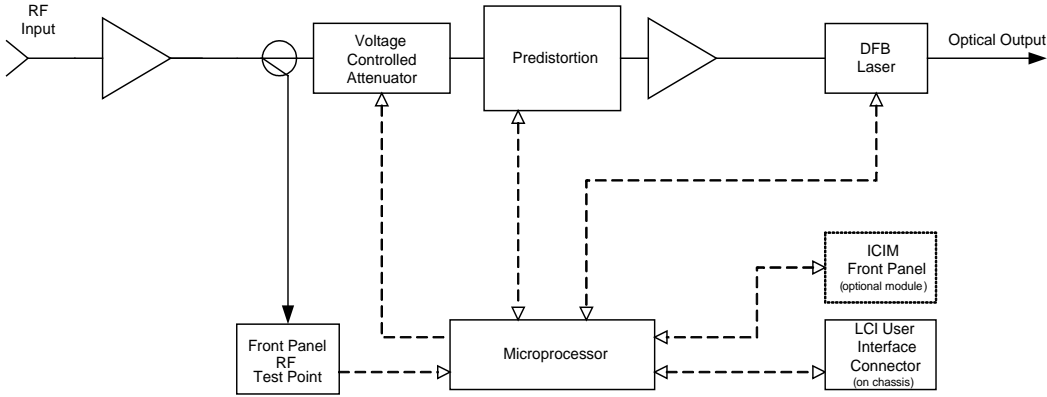 RF
Input
Voltage
Controlled
Attenuator
Predistortion
DFB
Laser
Optical Output
ICIM
Front Panel
(optional module)
Front Panel
RF
Test Point
Microprocessor
LCI User
Interface
Connector
(on chassis)